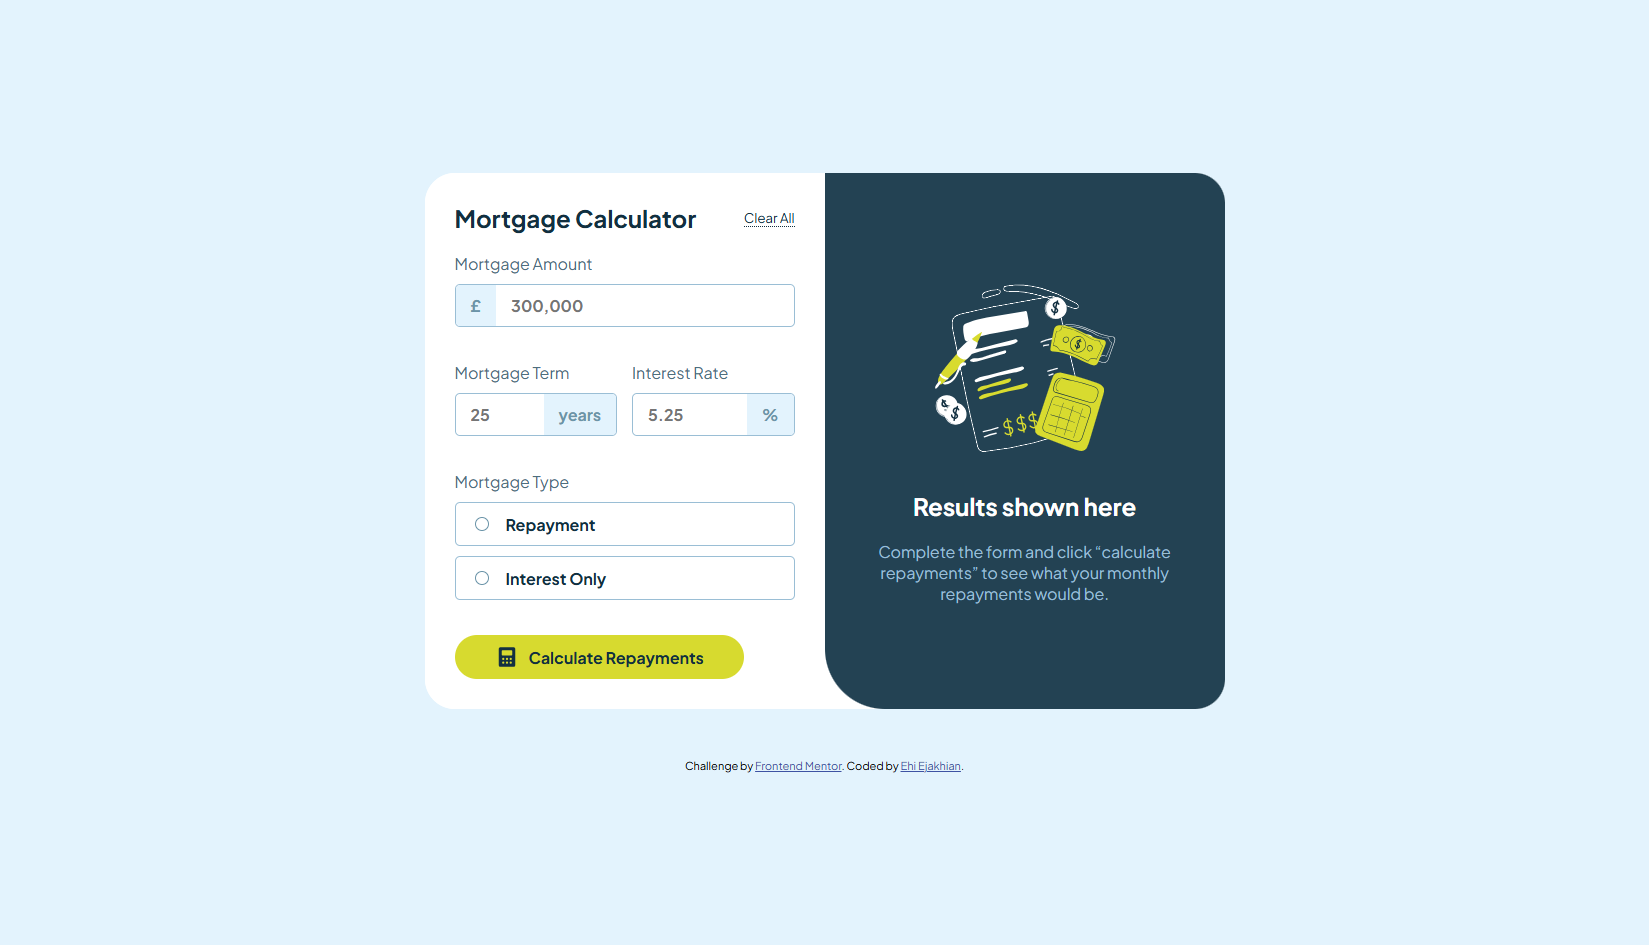 Mortgage Calculator
Clear All
Mortgage Amount
£ 300,000
Mortgage Term
25 years
Interest Rate
5.25 %
Mortgage Type
Repayment
Interest Only
Calculate Repayments
$
$
$ $
$$$
Results shown here
Complete the form and click “calculate
repayments” to see what your monthly
repayments would be.
Challenge by Frontend Mentor. Coded by Ehi Ejakhian.